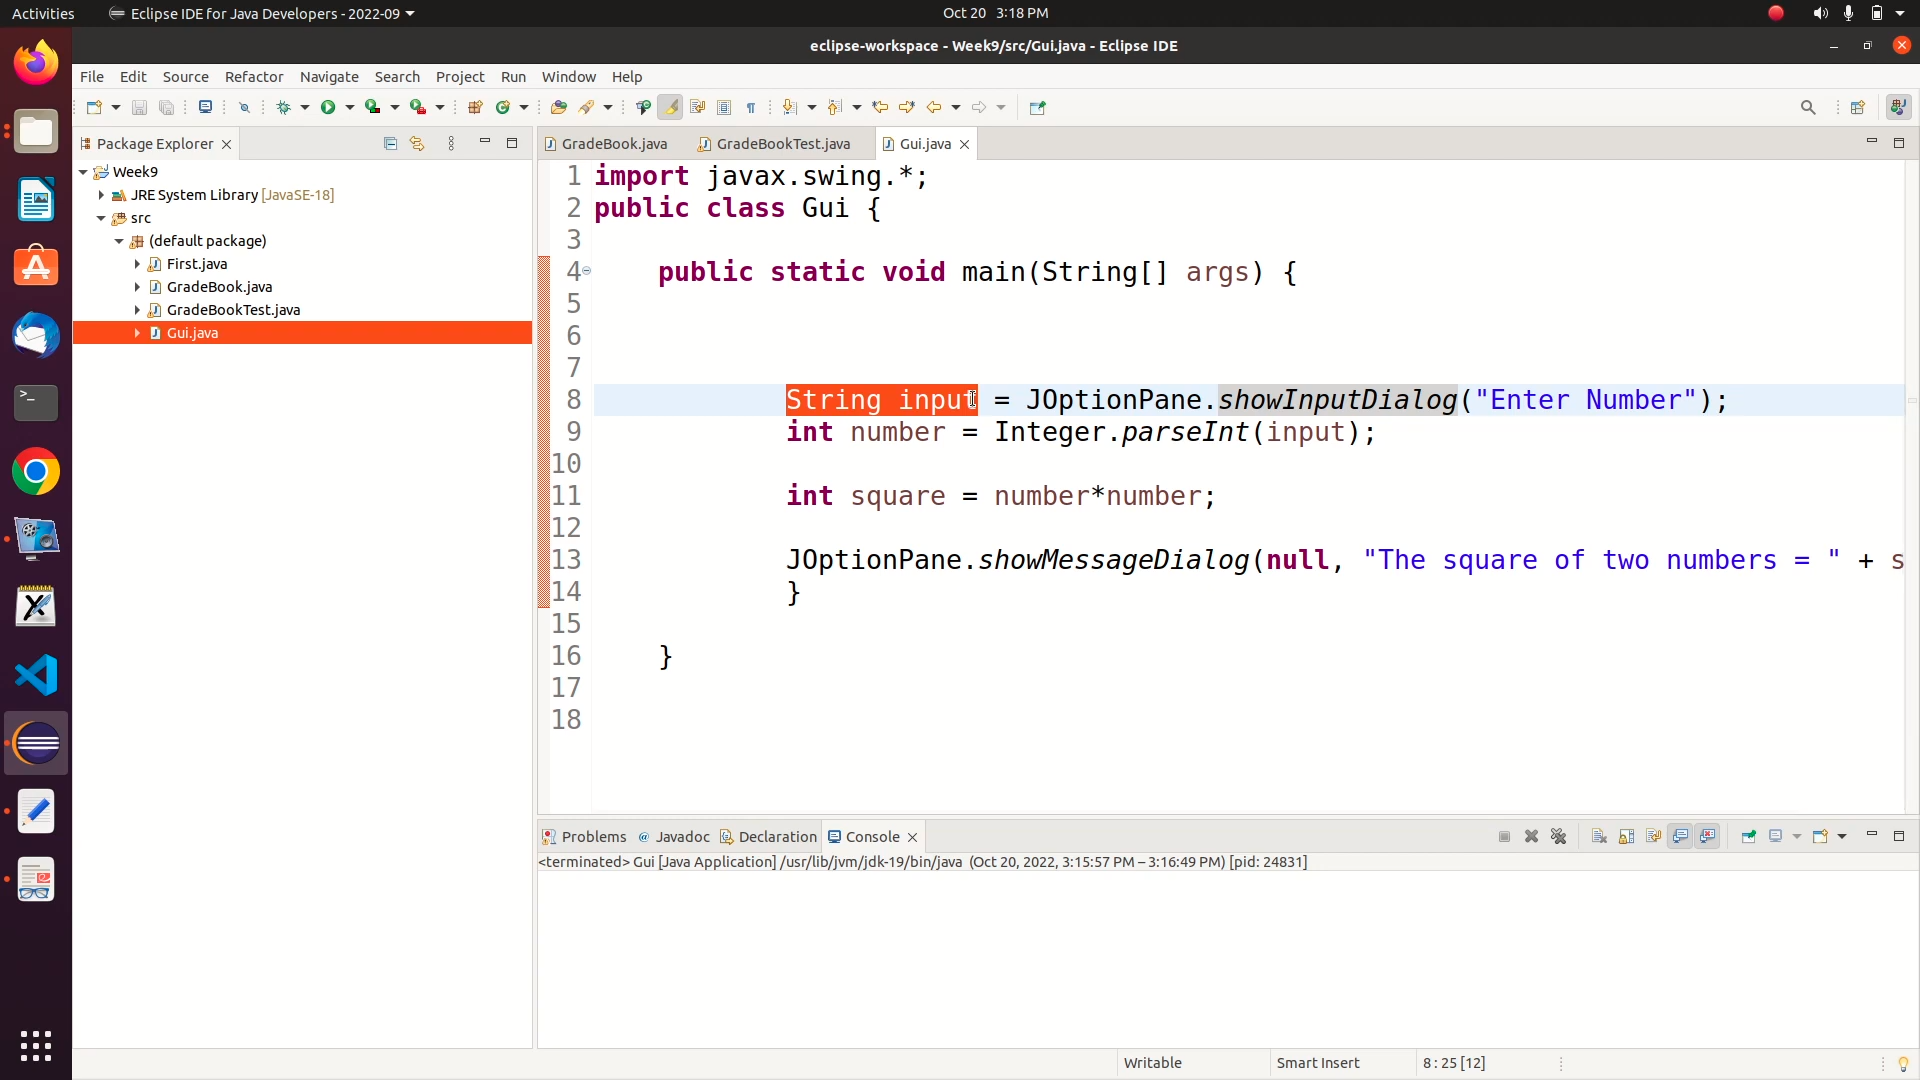 Activities Eclipse IDE for Java Developers - 2022-09 Oct 20 3:18 PM
eclipse-workspace - Week9/src/Gui.java - Eclipse IDE
File Edit Source Refactor Navigate Search Project Run Window Help
Package Explorer
Week9
JRE System Library [JavaSE-18]
src
(default package)
First.java
GradeBook.java
GradeBookTest.java
Gui.java
GradeBook.java GradeBookTest.java Gui.java
1 import javax.swing.*;
2 public class Gui {
3
4 public static void main(String[] args) {
5
6
7
8 String input = JOptionPane.showInputDialog("Enter Number");
9 int number = Integer.parseInt(input);
10
11 int square = number*number;
12
13 JOptionPane.showMessageDialog(null, "The square of two numbers = " + s
14 }
15
16 }
17
18
Problems Javadoc Declaration Console
<terminated> Gui [Java Application] /usr/lib/jvm/jdk-19/bin/java (Oct 20, 2022, 3:15:57 PM – 3:16:49 PM) [pid: 24831]
Writable Smart Insert 8 : 25 [12]